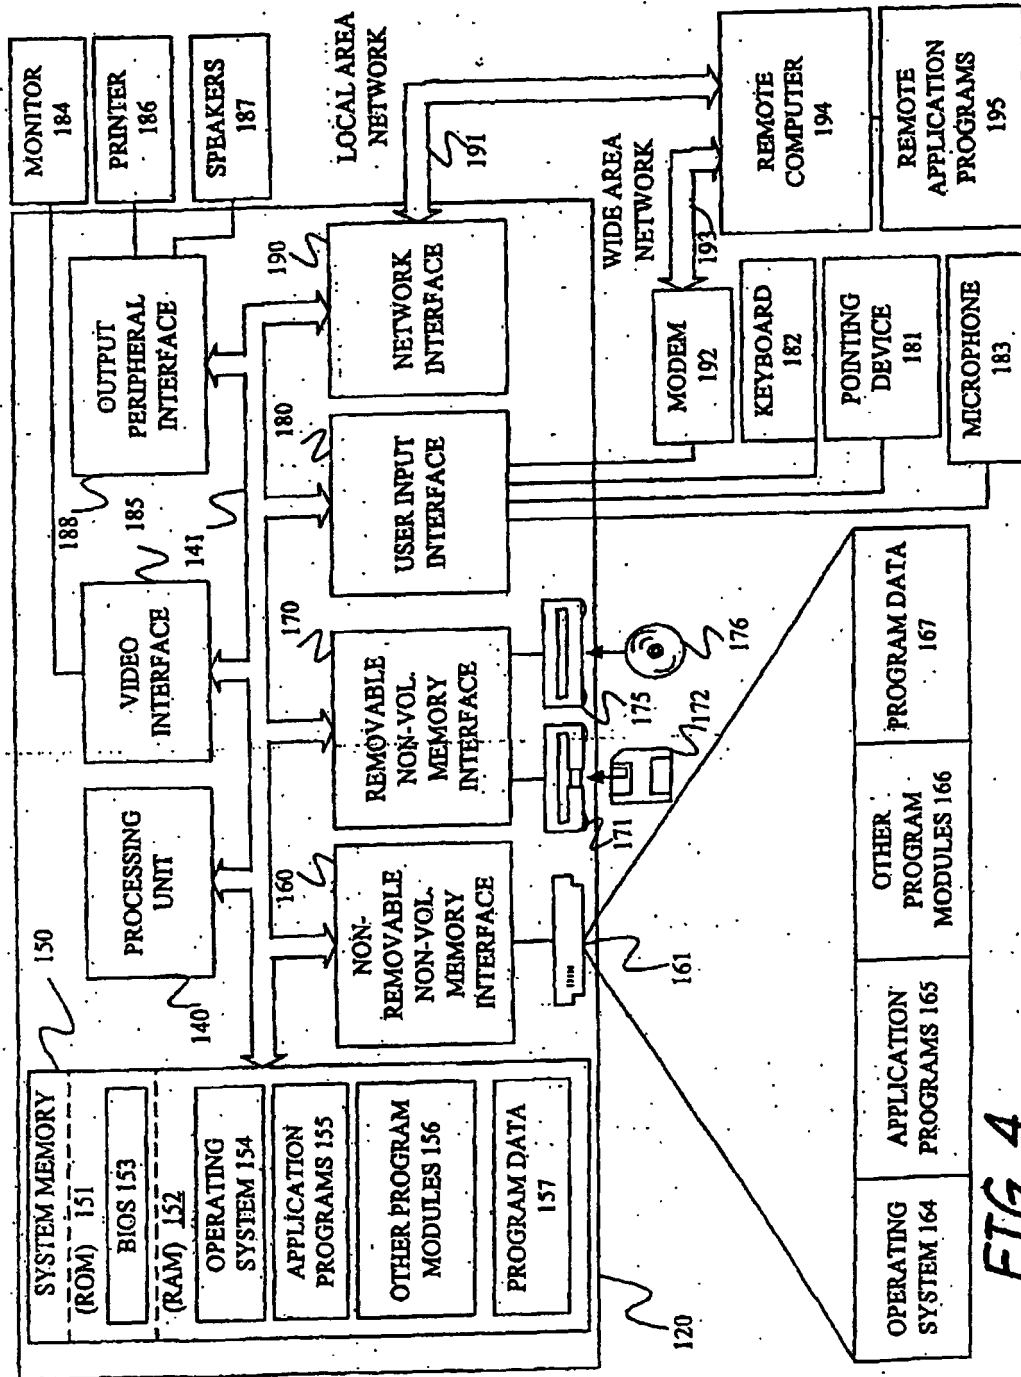 SYSTEM MEMORY
(ROM) 151
BIOS 153
(RAM) 152
OPERATING
SYSTEM 154
APPLICATION
PROGRAMS 155
OTHER PROGRAM
MODULES 156
PROGRAM DATA
157
150
PROCESSING
UNIT
140
VIDEO
INTERFACE
185
188
OUTPUT
PERIPHERAL
INTERFACE
141
MONITOR
184
PRINTER
186
SPEAKERS
187
160
NON-
REMOVABLE
NON-VOL.
MEMORY
INTERFACE
170
REMOVABLE
NON-VOL.
MEMORY
INTERFACE
180
USER INPUT
INTERFACE
190
NETWORK
INTERFACE
LOCAL AREA
NETWORK
191
WIDE AREA
NETWORK
193
161
171
172
175
176
MODEM
192
KEYBOARD
182
POINTING
DEVICE
181
MICROPHONE
183
REMOTE
COMPUTER
194
REMOTE
APPLICATION
PROGRAMS
195
120
OPERATING
SYSTEM 164
APPLICATION
PROGRAMS 165
OTHER
PROGRAM
MODULES 166
PROGRAM DATA
167
FIG 4